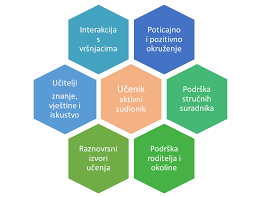 Interakcija
s
vršnjacima
Poticajno
i pozitivno
okruženje
Učitelji
znanje,
vještine i
iskustvo
Učenik
aktivni
sudionik
Podrška
stručnih
suradnika
Raznovrsni
izvori
učenja
Podrška
roditelja i
okoline